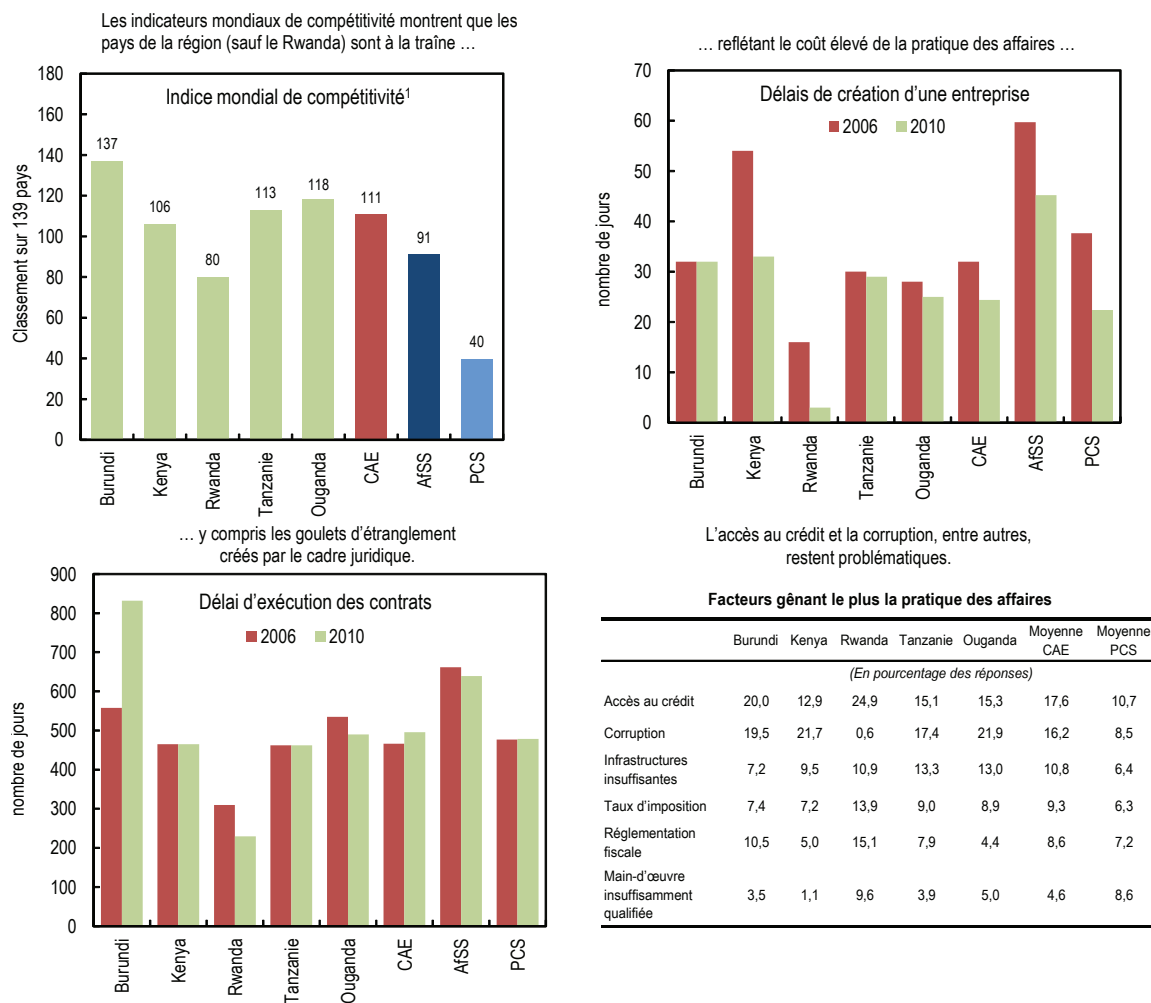 Les indicateurs mondiaux de compétitivité montrent que les
pays de la région (sauf le Rwanda) sont à la traîne …
Indice mondial de compétitivité¹
Classement sur 139 pays
180
160
140
120
100
80
60
40
20
0
137
106
80
113
118
111
91
40
Burundi
Kenya
Rwanda
Tanzanie
Ouganda
CAE
AfSS
PCS
… reflétant le coût élevé de la pratique des affaires …
Délais de création d’une entreprise
2006 2010
nombre de jours
70
60
50
40
30
20
10
0
Burundi
Kenya
Rwanda
Tanzanie
Ouganda
CAE
AfSS
PCS
… y compris les goulets d’étranglement
créés par le cadre juridique.
Délai d’exécution des contrats
2006 2010
nombre de jours
900
800
700
600
500
400
300
200
100
0
Burundi
Kenya
Rwanda
Tanzanie
Ouganda
CAE
AfSS
PCS
L’accès au crédit et la corruption, entre autres,
restent problématiques.
Facteurs gênant le plus la pratique des affaires
Burundi Kenya Rwanda Tanzanie Ouganda Moyenne CAE Moyenne PCS
(En pourcentage des réponses)
Accès au crédit 20,0 12,9 24,9 15,1 15,3 17,6 10,7
Corruption 19,5 21,7 0,6 17,4 21,9 16,2 8,5
Infrastructures
insuffisantes 7,2 9,5 10,9 13,3 13,0 10,8 6,4
Taux d’imposition 7,4 7,2 13,9 9,0 8,9 9,3 6,3
Réglementation
fiscale 10,5 5,0 15,1 7,9 4,4 8,6 7,2
Main-d’œuvre
insuffisamment 3,5 1,1 9,6 3,9 5,0 4,6 8,6
qualifiée